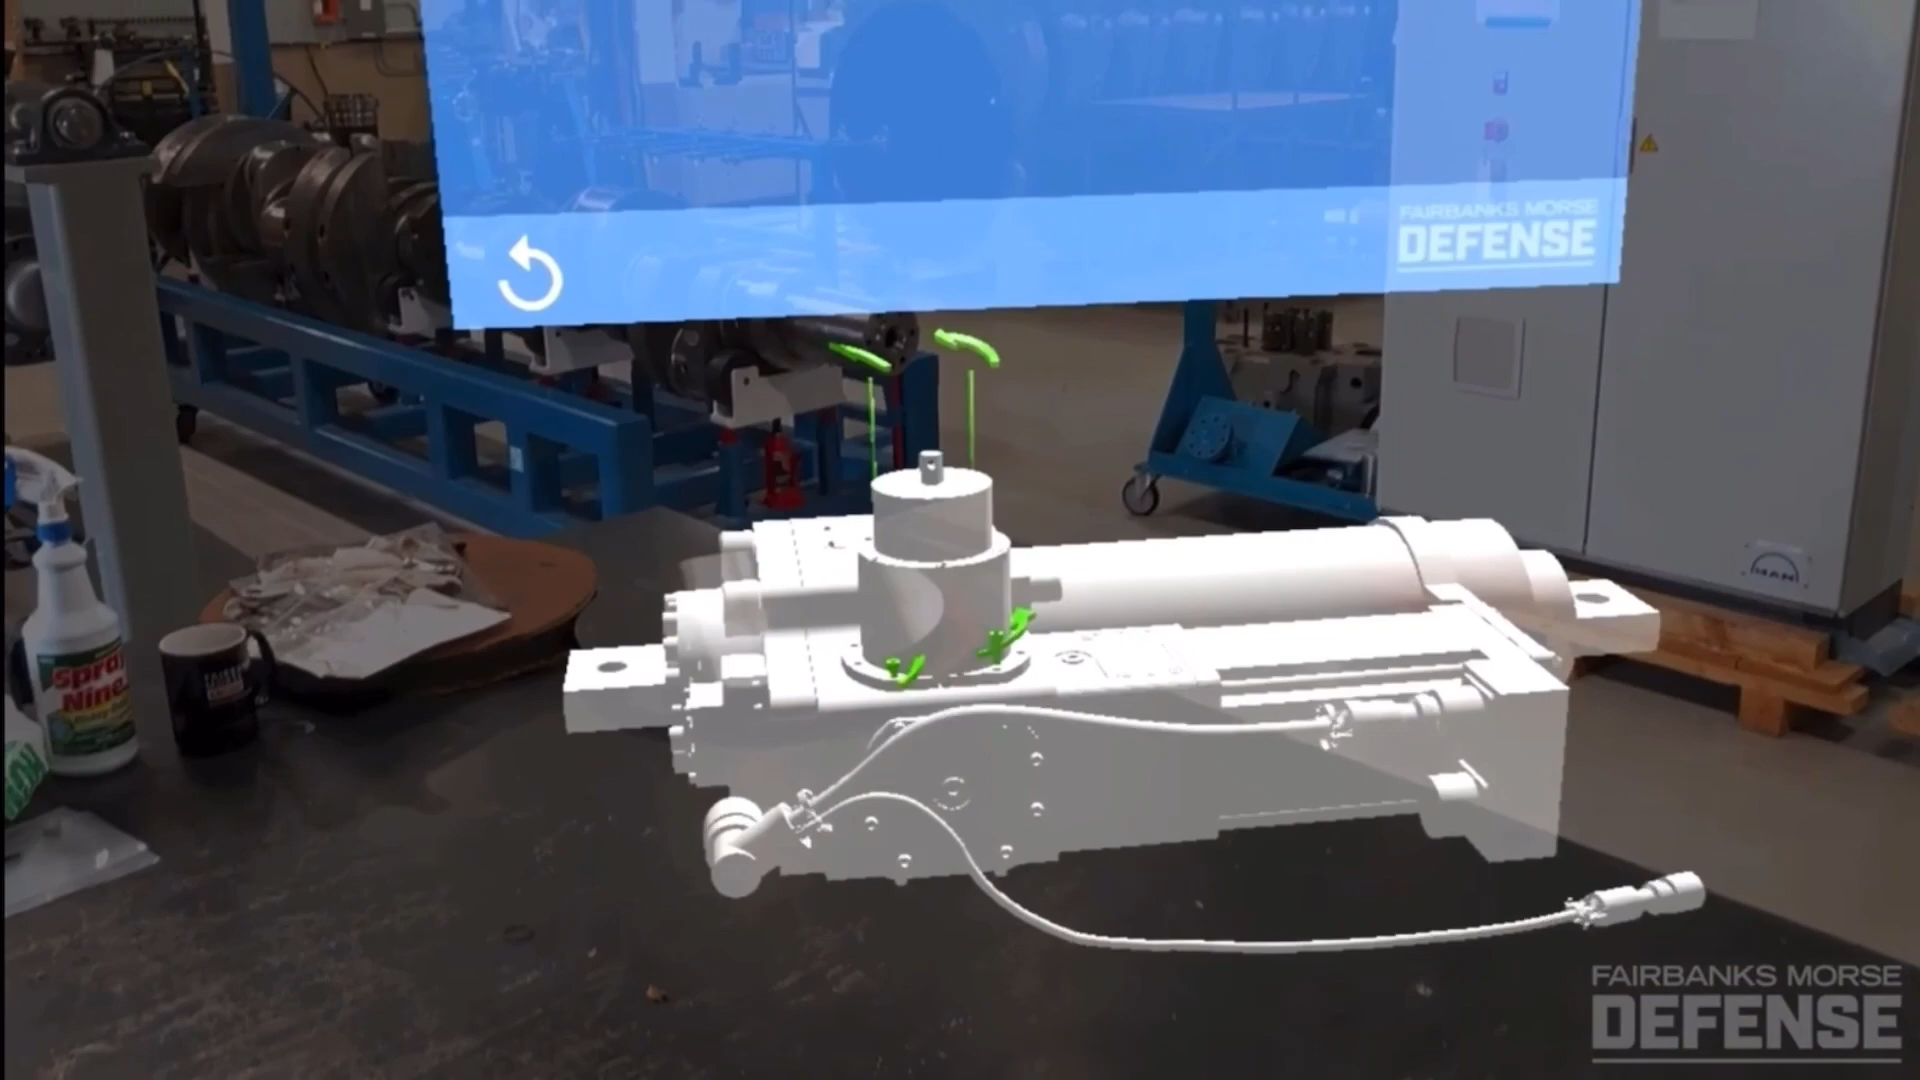 FAIRBANKS MORSE
DEFENSE
spray
Nine
MAN
FAIRBANKS MORSE
DEFENSE